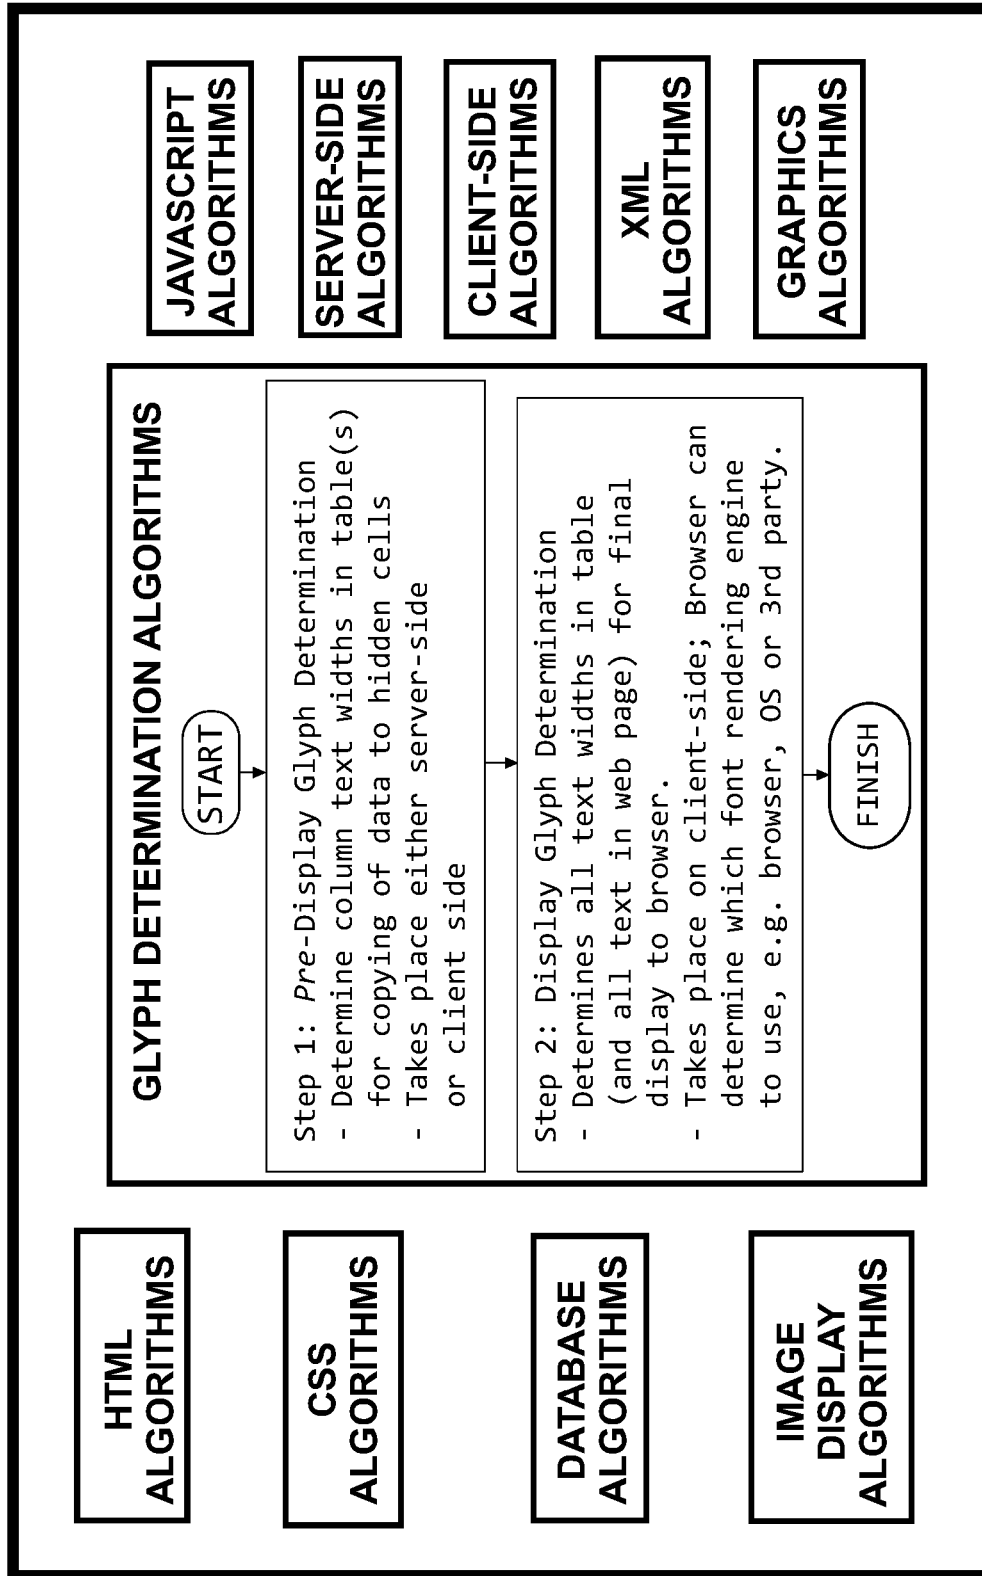 HTML
ALGORITHMS
CSS
ALGORITHMS
DATABASE
ALGORITHMS
IMAGE
DISPLAY
ALGORITHMS
GLYPH DETERMINATION ALGORITHMS
START
Step 1: Pre-Display Glyph Determination
- Determine column text widths in table(s)
for copying of data to hidden cells
- Takes place either server-side
or client side
Step 2: Display Glyph Determination
- Determines all text widths in table
(and all text in web page) for final
display to browser.
- Takes place on client-side; Browser can
determine which font rendering engine
to use, e.g. browser, OS or 3rd party.
FINISH
JAVASCRIPT
ALGORITHMS
SERVER-SIDE
ALGORITHMS
CLIENT-SIDE
ALGORITHMS
XML
ALGORITHMS
GRAPHICS
ALGORITHMS